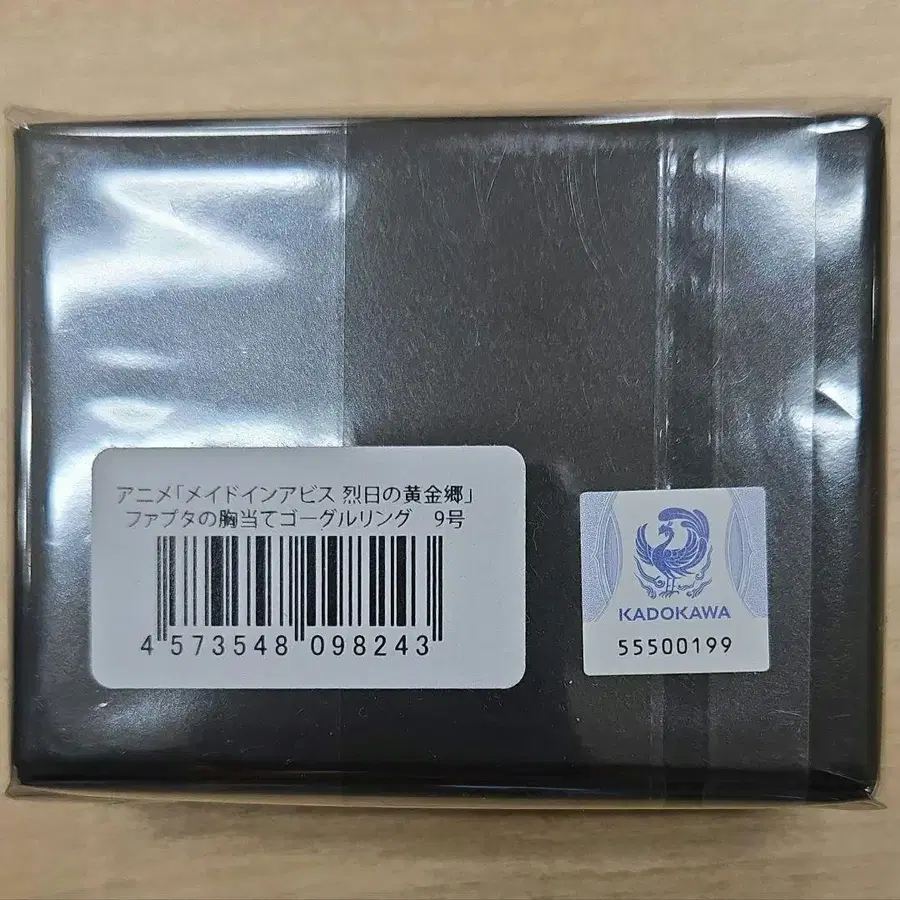 アニメ「メイドインアビス 烈日の黄金郷」
ファプタの胸当てゴーグルリング 9号
4 573548 098243
KADOKAWA
55500199